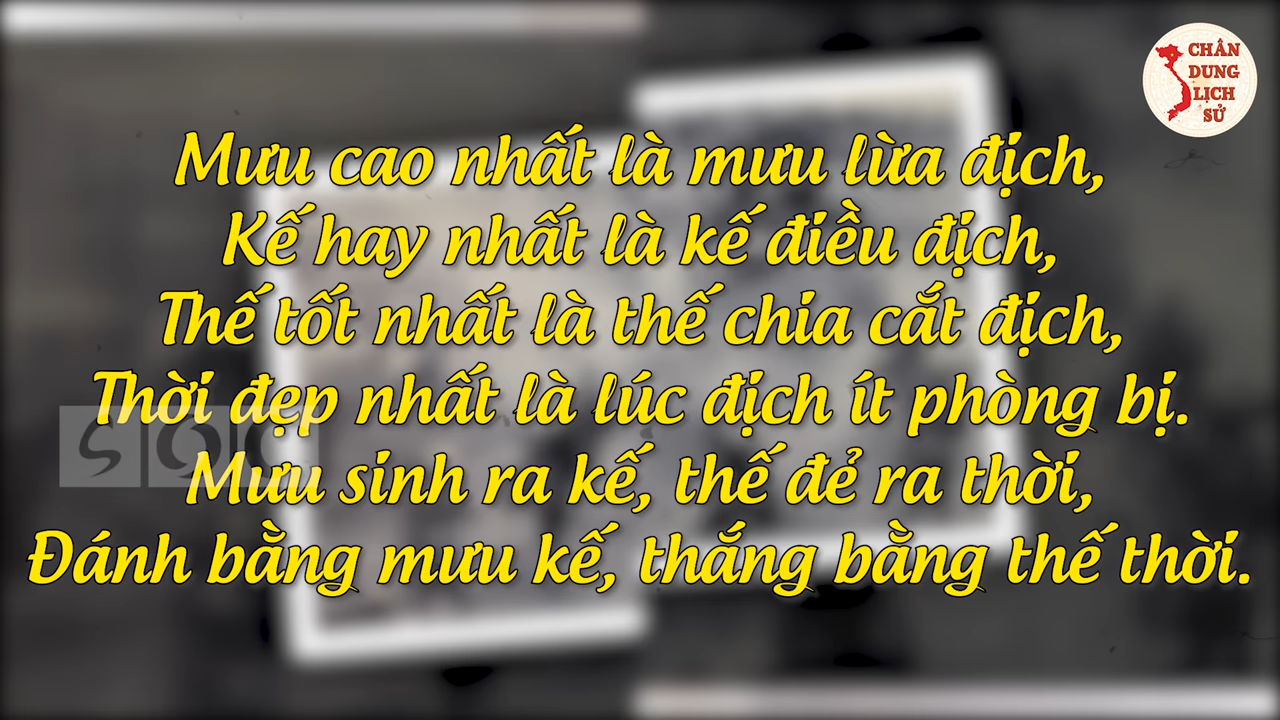 CHÂN
DUNG
LỊCH
SỬ
Mưu cao nhất là mưu lừa địch,
Kế hay nhất là kế điều địch,
Thế tốt nhất là thế chia cắt địch,
Thời đẹp nhất là lúc địch ít phòng bị.
Mưu sinh ra kế, thế đẻ ra thời,
Đánh bằng mưu kế, thắng bằng thế thời.